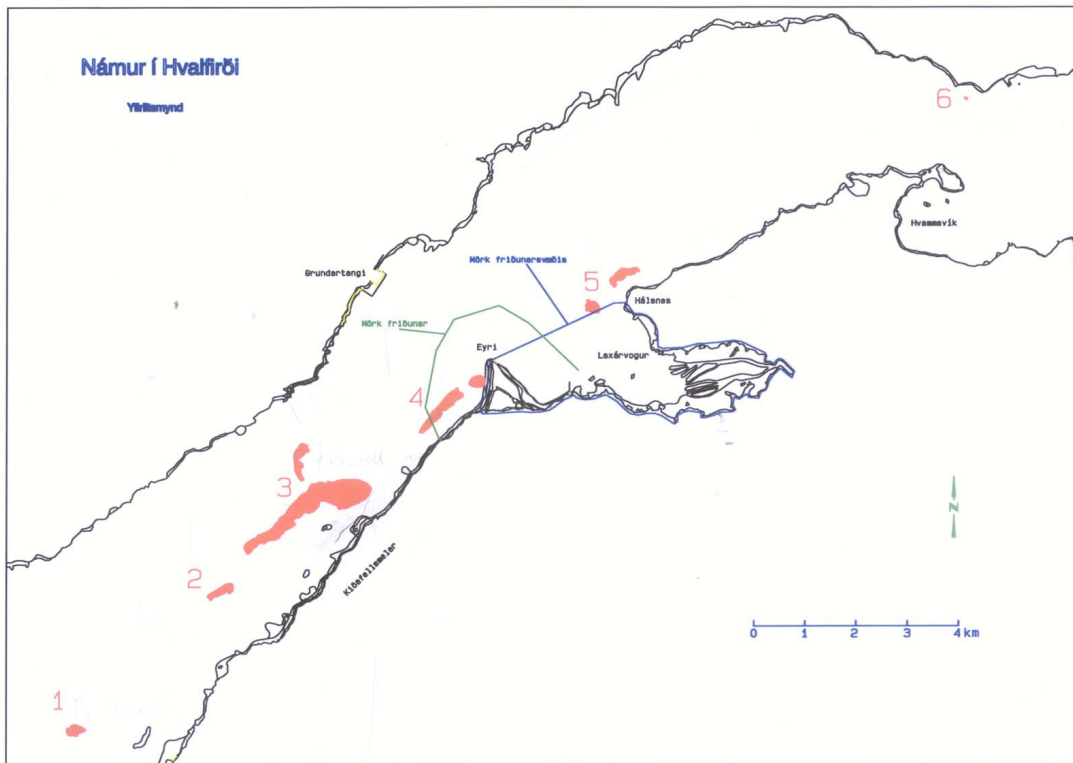 Námur í Hvalfirði
Yfirlitsmynd
6
Hvammsvík
Mörk friðunarsvæðis
Grundartangi
5
Hálsnes
Mörk friðunar
Eyri
Laxárvogur
4
3
N
2
Kiðafellsmelar
0 1 2 3 4 km
1